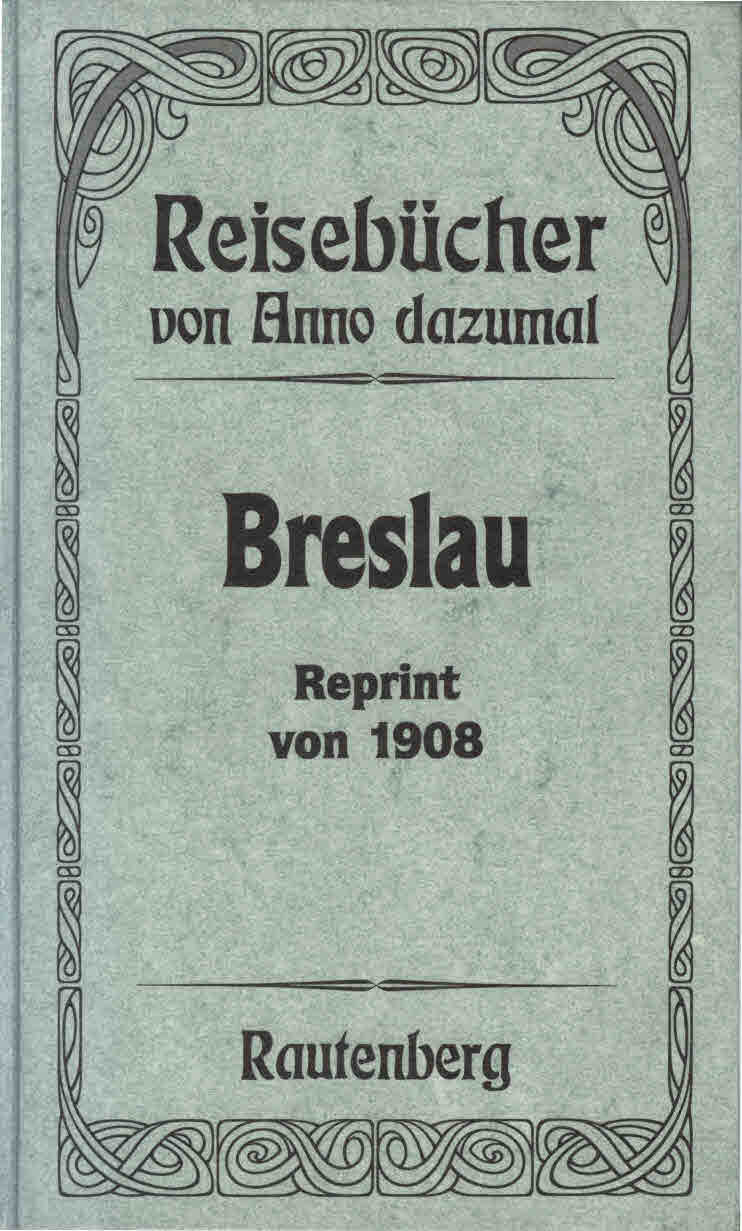 Reisebücher
von Anno dazumal
Breslau
Reprint
von 1908
Rautenberg